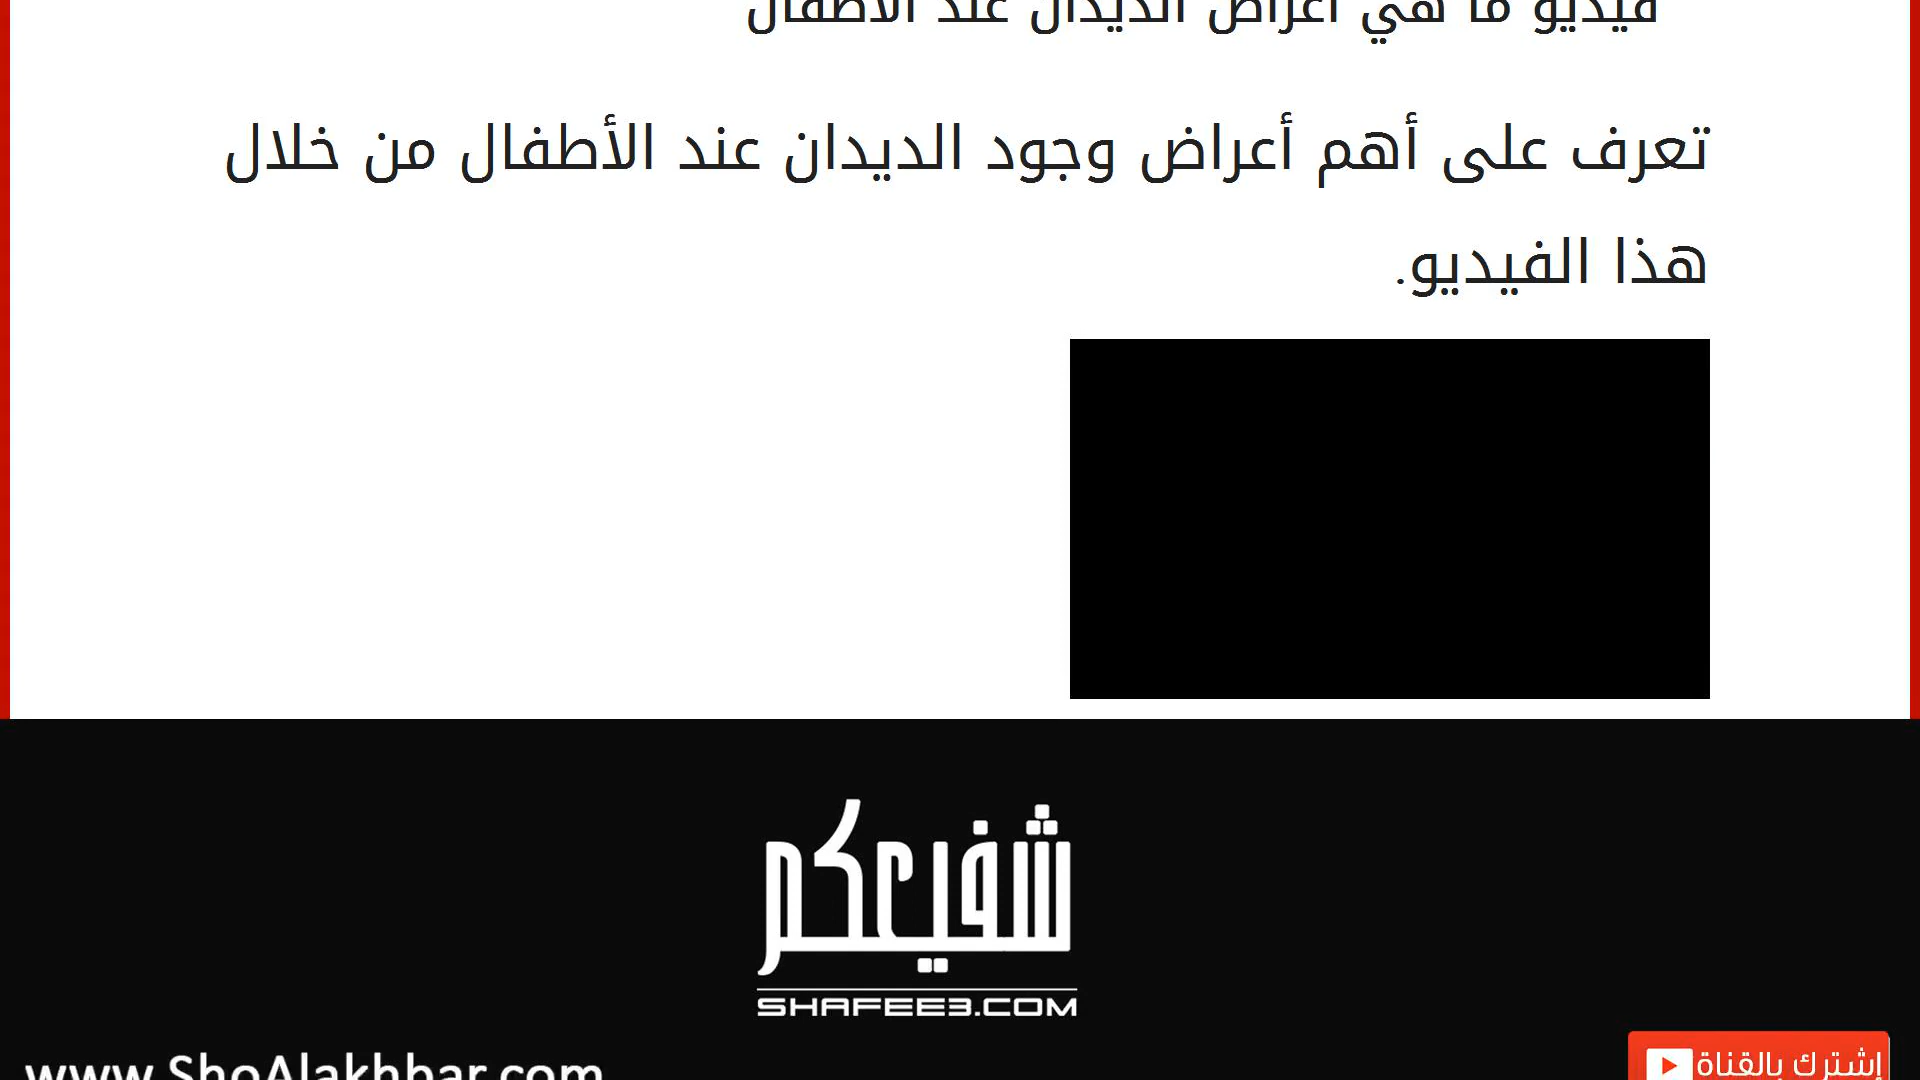 فيديو ما هي أعراض الديدان عند الأطفال
تعرف على أهم أعراض وجود الديدان عند الأطفال من خلال
هذا الفيديو.
شفيعكم
SHAFEE3.COM
www.ShoAlakhbar.com
إشترك بالقناة